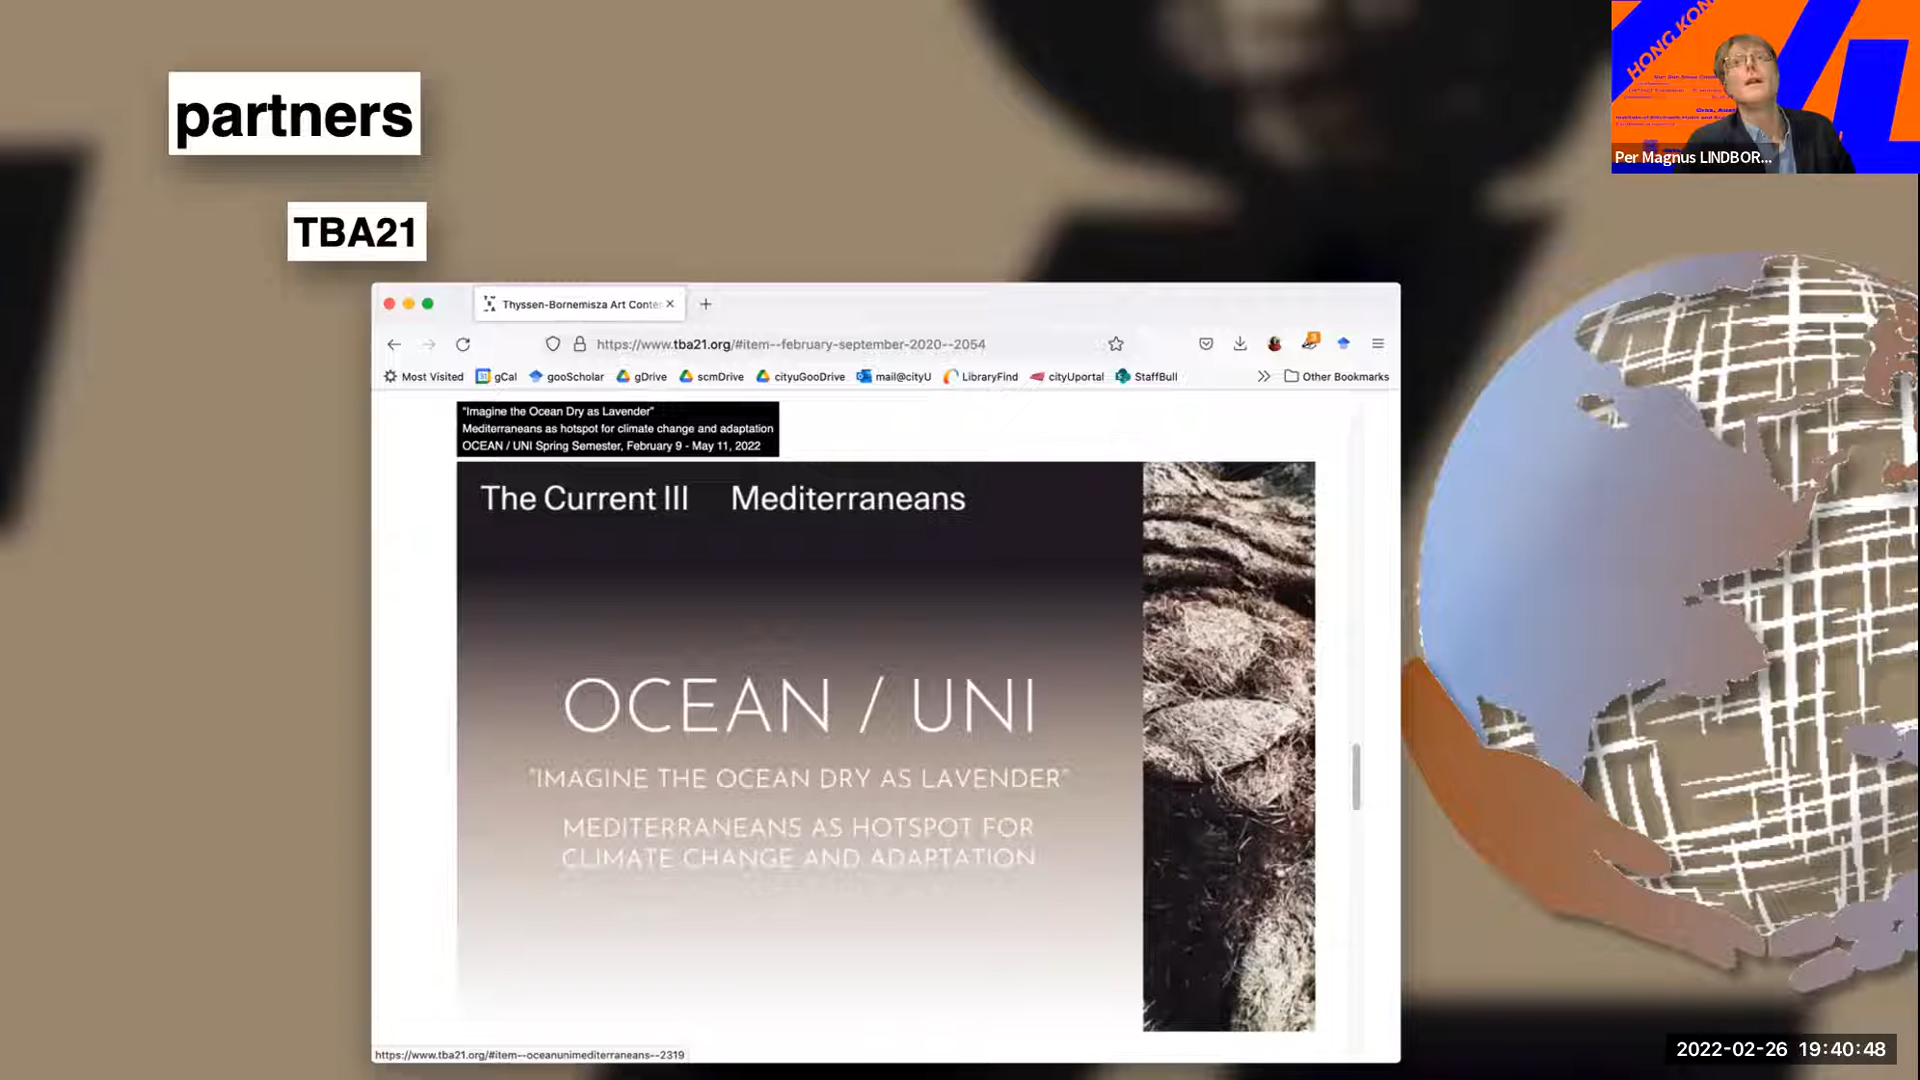 partners
TBA21
HONG KON
Per Magnus LINDBOR...
Thyssen-Bornemisza Art Conte
https://www.tba21.org/#item--february-september-2020--2054
Most Visited gCal gooScholar gDrive scmDrive cityuGooDrive mail@cityU LibraryFind cityUportal StaffBull Other Bookmarks
"Imagine the Ocean Dry as Lavender"
Mediterraneans as hotspot for climate change and adaptation
OCEAN / UNI Spring Semester, February 9 - May 11, 2022
The Current III Mediterraneans
OCEAN / UNI
"IMAGINE THE OCEAN DRY AS LAVENDER"
MEDITERRANEANS AS HOTSPOT FOR
CLIMATE CHANGE AND ADAPTATION
https://www.tba21.org/#item--oceanunimediterraneans--2319
2022-02-26 19:40:48